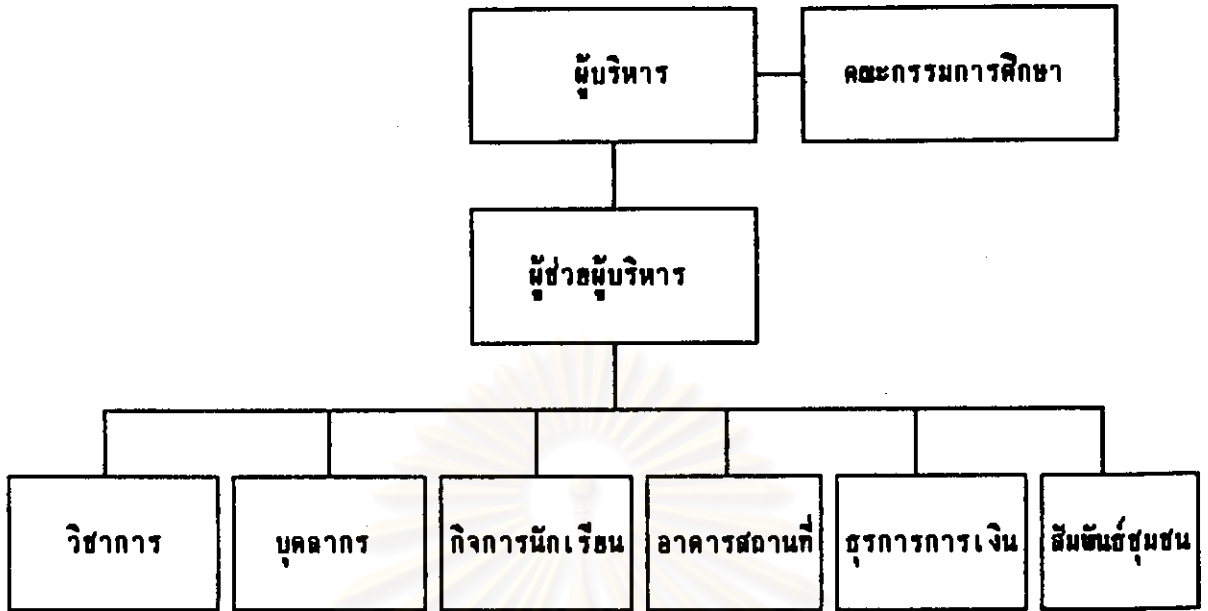 ผู้บริหาร
คณะกรรมการศึกษา
ผู้ช่วยผู้บริหาร
วิชาการ
บุคลากร
กิจการนักเรียน
อาคารสถานที่
ธุรการการเงิน
สัมพันธ์ชุมชน